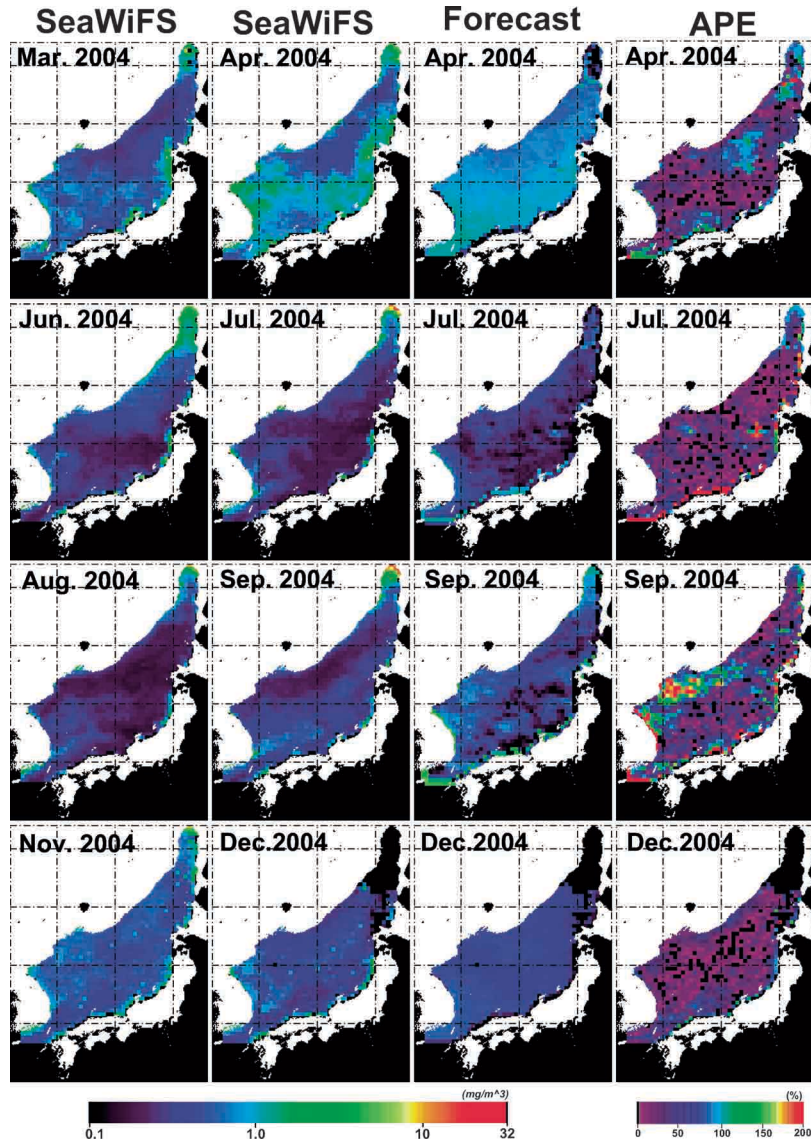 SeaWiFS SeaWiFS Forecast APE
Mar. 2004 Apr. 2004 Apr. 2004 Apr. 2004
Jun. 2004 Jul. 2004 Jul. 2004 Jul. 2004
Aug. 2004 Sep. 2004 Sep. 2004 Sep. 2004
Nov. 2004 Dec.2004 Dec.2004 Dec.2004
(mg/m^3) (%)
0.1 1.0 10 32 0 50 100 150 200